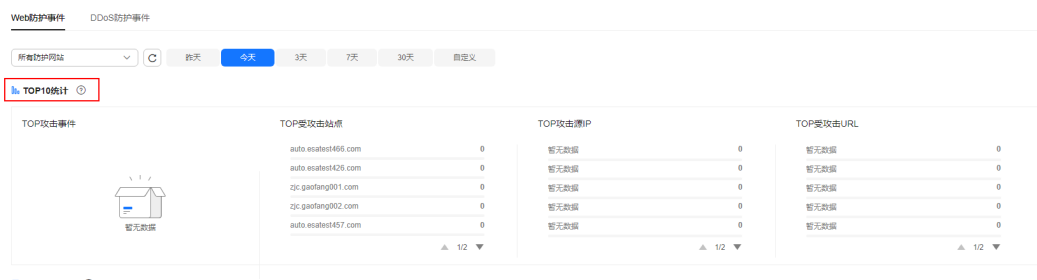 Web防护事件 DDoS防护事件
所有防护网站 昨天 今天 3天 7天 30天 自定义
TOP10统计
TOP攻击事件 TOP受攻击站点 TOP攻击源IP TOP受攻击URL
auto.esatest466.com 0 暂无数据 0 暂无数据 0
auto.esatest426.com 0 暂无数据 0 暂无数据 0
zjc.gaofang001.com 0 暂无数据 0 暂无数据 0
zjc.gaofang002.com 0 暂无数据 0 暂无数据 0
暂无数据 auto.esatest457.com 0 暂无数据 0 暂无数据 0
1/2 1/2 1/2